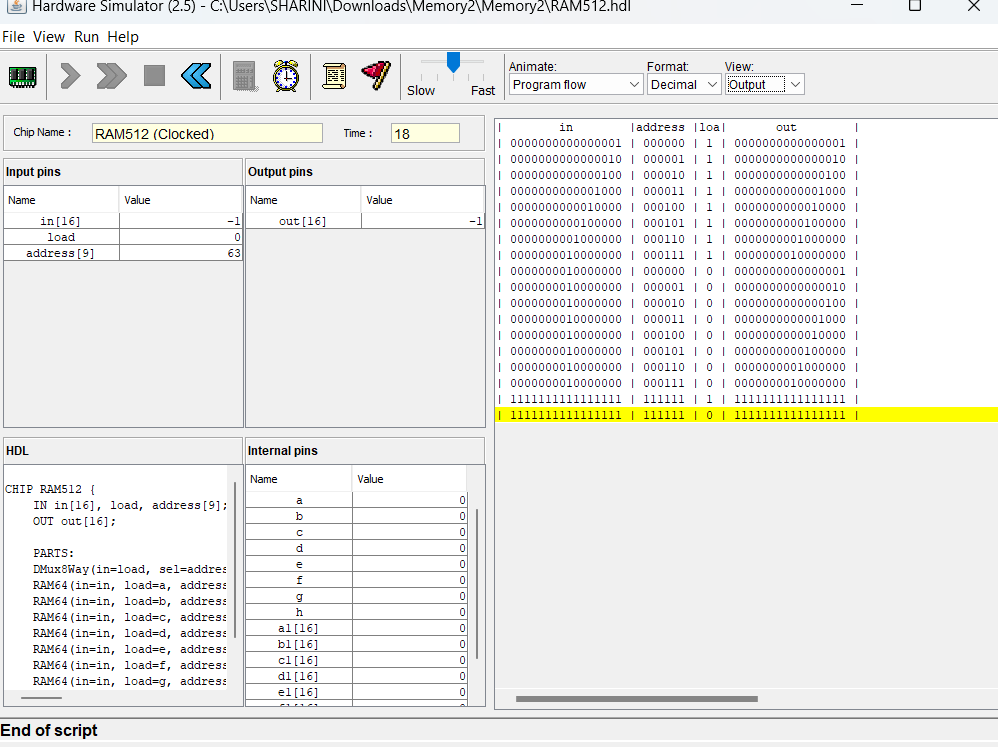 Hardware Simulator (2.5) - C:\Users\SHARINI\Downloads\Memory2\Memory2\RAM512.hdl
File View Run Help
Slow Fast
Animate:
Program flow
Format:
Decimal
View:
Output
Chip Name : RAM512 (Clocked) Time : 18
Input pins
Name Value
in[16] -1
load 0
address[9] 63
Output pins
Name Value
out[16] -1
HDL
CHIP RAM512 {
IN in[16], load, address[9];
OUT out[16];
PARTS:
DMux8Way(in=load, sel=addres
RAM64(in=in, load=a, address
RAM64(in=in, load=b, address
RAM64(in=in, load=c, address
RAM64(in=in, load=d, address
RAM64(in=in, load=e, address
RAM64(in=in, load=f, address
RAM64(in=in, load=g, address
Internal pins
Name Value
a 0
b 0
c 0
d 0
e 0
f 0
g 0
h 0
a1[16] 0
b1[16] 0
c1[16] 0
d1[16] 0
e1[16] 0
| in |address |loa| out |
| 0000000000000001 | 000000 | 1 | 0000000000000001 |
| 0000000000000010 | 000001 | 1 | 0000000000000010 |
| 0000000000000100 | 000010 | 1 | 0000000000000100 |
| 0000000000001000 | 000011 | 1 | 0000000000001000 |
| 0000000000010000 | 000100 | 1 | 0000000000010000 |
| 0000000000100000 | 000101 | 1 | 0000000000100000 |
| 0000000001000000 | 000110 | 1 | 0000000001000000 |
| 0000000010000000 | 000111 | 1 | 0000000010000000 |
| 0000000010000000 | 000000 | 0 | 0000000000000001 |
| 0000000010000000 | 000001 | 0 | 0000000000000010 |
| 0000000010000000 | 000010 | 0 | 0000000000000100 |
| 0000000010000000 | 000011 | 0 | 0000000000001000 |
| 0000000010000000 | 000100 | 0 | 0000000000010000 |
| 0000000010000000 | 000101 | 0 | 0000000000100000 |
| 0000000010000000 | 000110 | 0 | 0000000001000000 |
| 0000000010000000 | 000111 | 0 | 0000000010000000 |
| 1111111111111111 | 111111 | 1 | 1111111111111111 |
| 1111111111111111 | 111111 | 0 | 1111111111111111 |
End of script